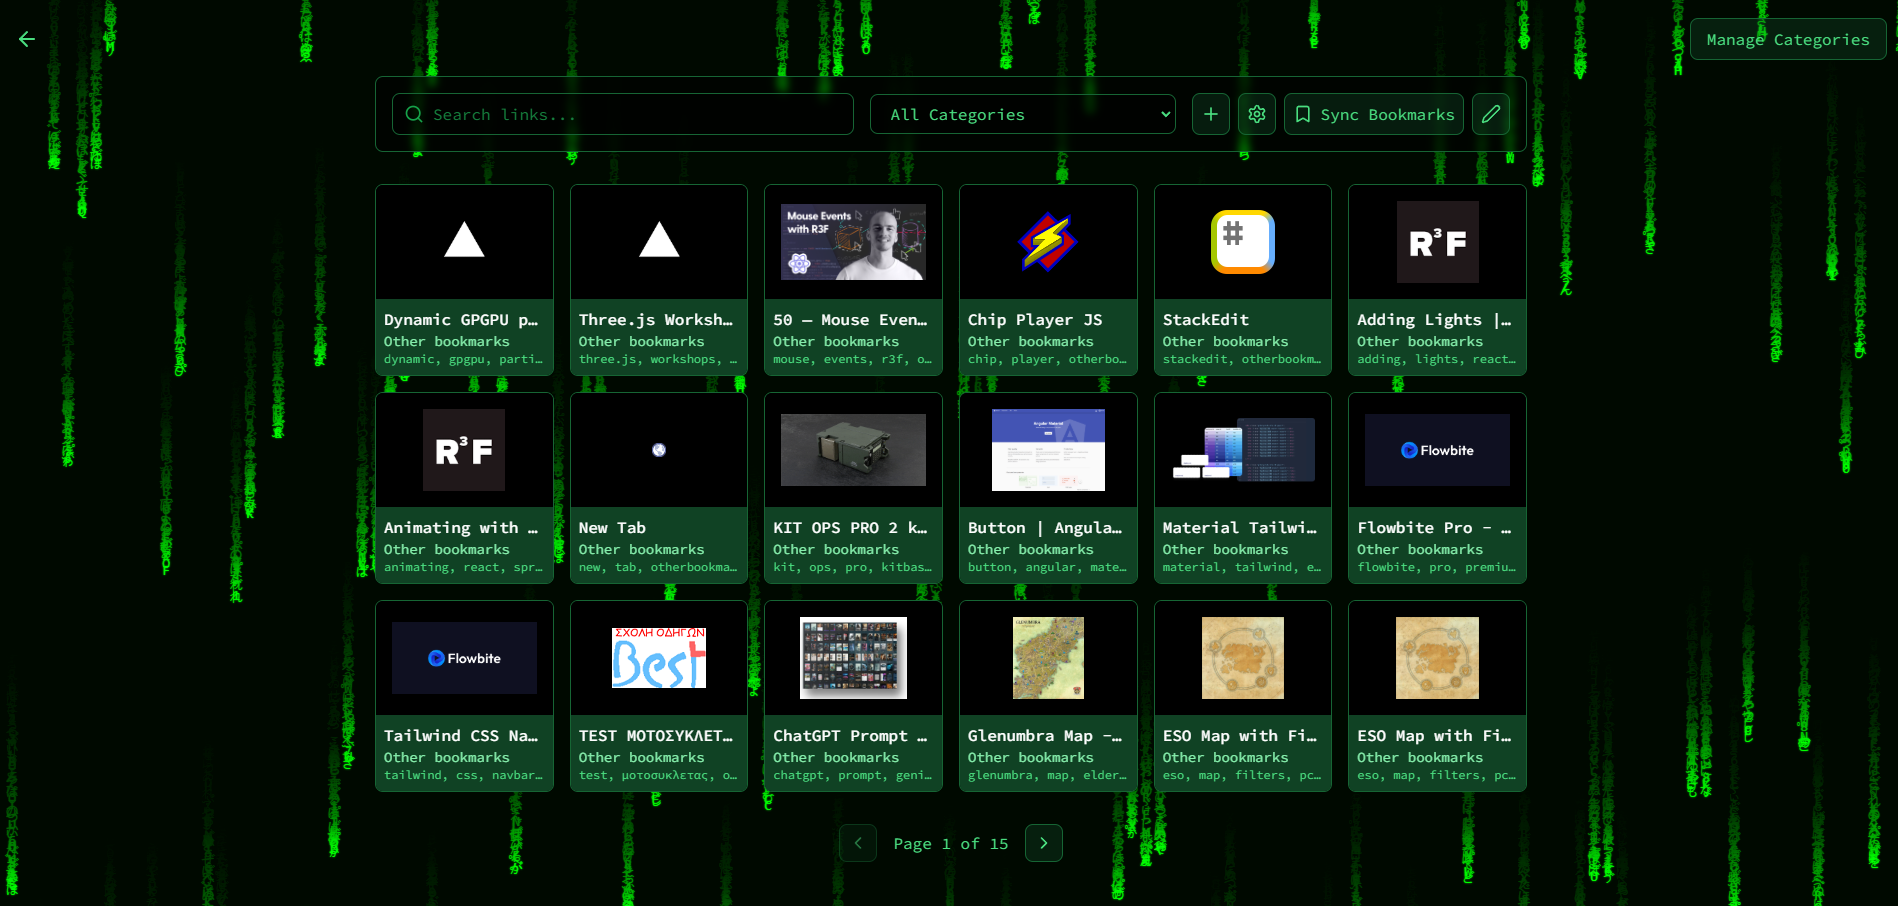 Manage Categories
Search links...
All Categories
Sync Bookmarks
Mouse Events
with R3F
#
R³F
Dynamic GPGPU p…
Other bookmarks
dynamic, gpgpu, parti…
Three.js Worksh…
Other bookmarks
three.js, workshops, …
50 – Mouse Even…
Other bookmarks
mouse, events, r3f, o…
Chip Player JS
Other bookmarks
chip, player, otherbo…
StackEdit
Other bookmarks
stackedit, otherbookm…
Adding Lights |…
Other bookmarks
adding, lights, react…
R³F
Angular Material
Flowbite
Animating with …
Other bookmarks
animating, react, spr…
New Tab
Other bookmarks
new, tab, otherbookma…
KIT OPS PRO 2 k…
Other bookmarks
kit, ops, pro, kitbas…
Button | Angula…
Other bookmarks
button, angular, mate…
Material Tailwi…
Other bookmarks
material, tailwind, e…
Flowbite Pro - …
Other bookmarks
flowbite, pro, premiu…
Flowbite
ΣΧΟΛΗ ΟΔΗΓΩΝ
Best
GLENUMBRA
Tailwind CSS Na…
Other bookmarks
tailwind, css, navbar…
TEST ΜΟΤΟΣΥΚΛΕΤ…
Other bookmarks
test, μοτοσυκλετας, o…
ChatGPT Prompt …
Other bookmarks
chatgpt, prompt, geni…
Glenumbra Map -…
Other bookmarks
glenumbra, map, elder…
ESO Map with Fi…
Other bookmarks
eso, map, filters, pc…
ESO Map with Fi…
Other bookmarks
eso, map, filters, pc…
Page 1 of 15